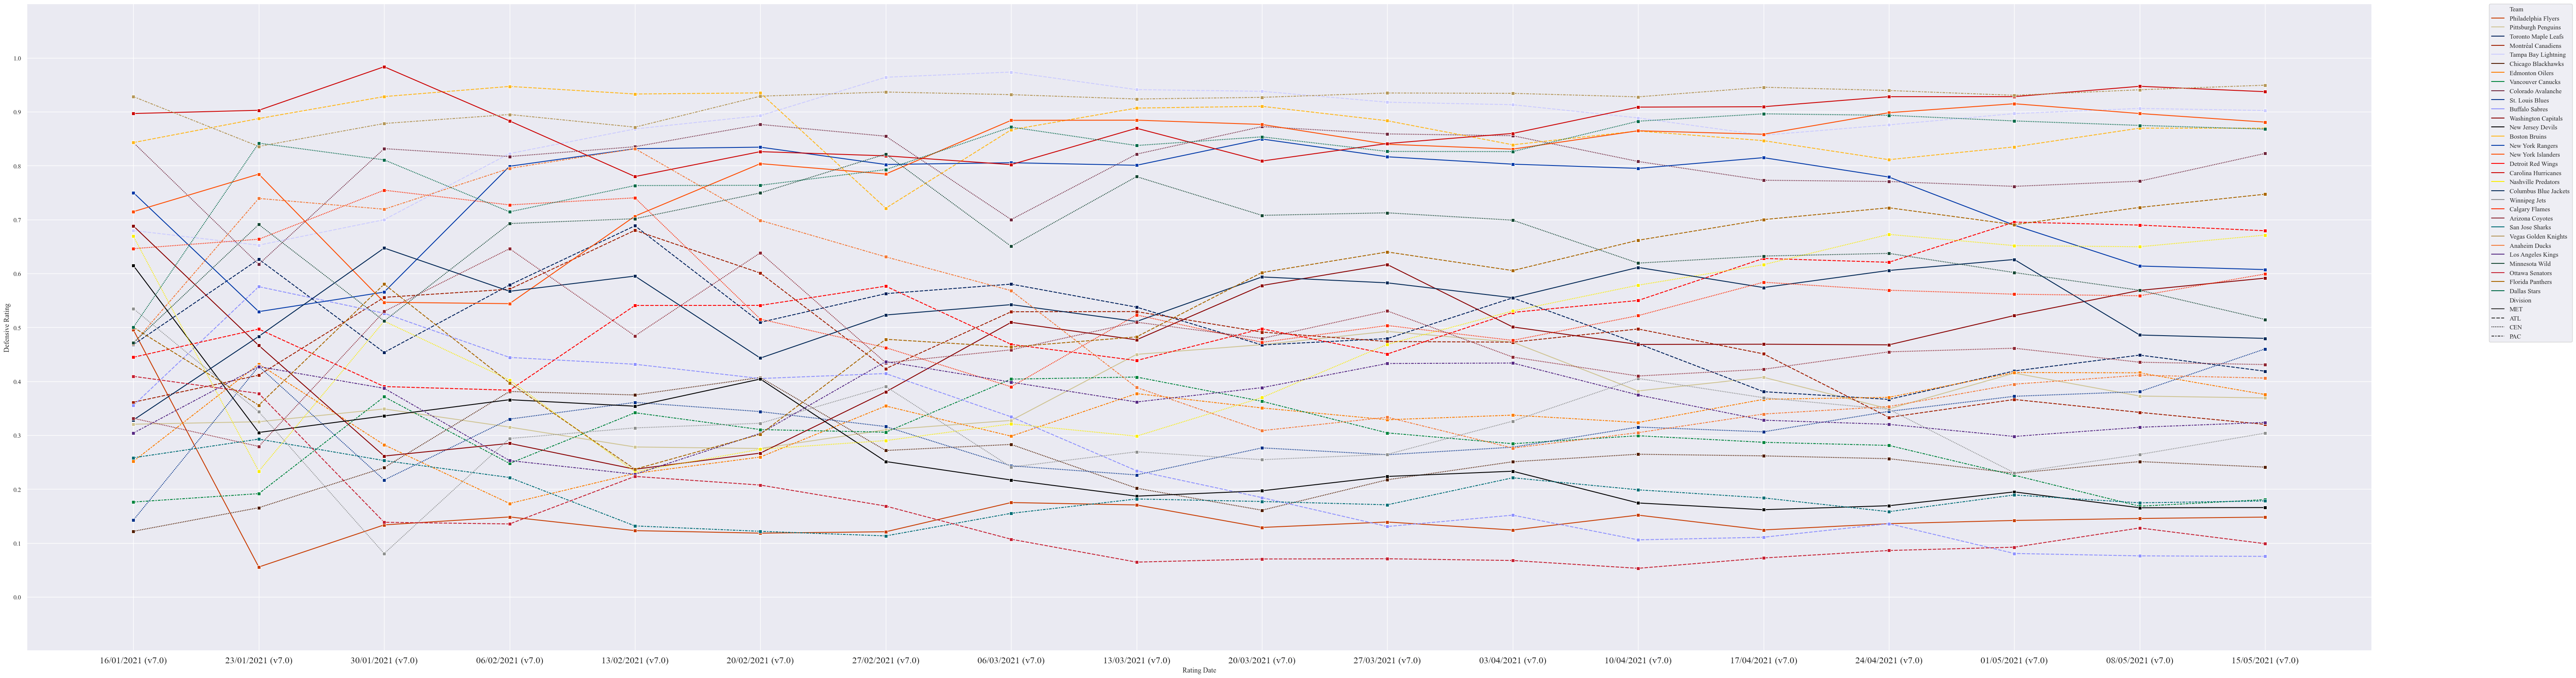 Team
Philadelphia Flyers
Pittsburgh Penguins
Toronto Maple Leafs
Montréal Canadiens
Tampa Bay Lightning
Chicago Blackhawks
Edmonton Oilers
Vancouver Canucks
Colorado Avalanche
St. Louis Blues
Buffalo Sabres
Washington Capitals
New Jersey Devils
Boston Bruins
New York Rangers
New York Islanders
Detroit Red Wings
Carolina Hurricanes
Nashville Predators
Columbus Blue Jackets
Winnipeg Jets
Calgary Flames
Arizona Coyotes
San Jose Sharks
Vegas Golden Knights
Anaheim Ducks
Los Angeles Kings
Minnesota Wild
Ottawa Senators
Florida Panthers
Dallas Stars
Division
MET
ATL
CEN
PAC
1.0
0.9
0.8
0.7
0.6
0.5
0.4
0.3
0.2
0.1
0.0
Defensive Rating
16/01/2021 (v7.0) 23/01/2021 (v7.0) 30/01/2021 (v7.0) 06/02/2021 (v7.0) 13/02/2021 (v7.0) 20/02/2021 (v7.0) 27/02/2021 (v7.0) 06/03/2021 (v7.0) 13/03/2021 (v7.0) 20/03/2021 (v7.0) 27/03/2021 (v7.0) 03/04/2021 (v7.0) 10/04/2021 (v7.0) 17/04/2021 (v7.0) 24/04/2021 (v7.0) 01/05/2021 (v7.0) 08/05/2021 (v7.0) 15/05/2021 (v7.0)
Rating Date